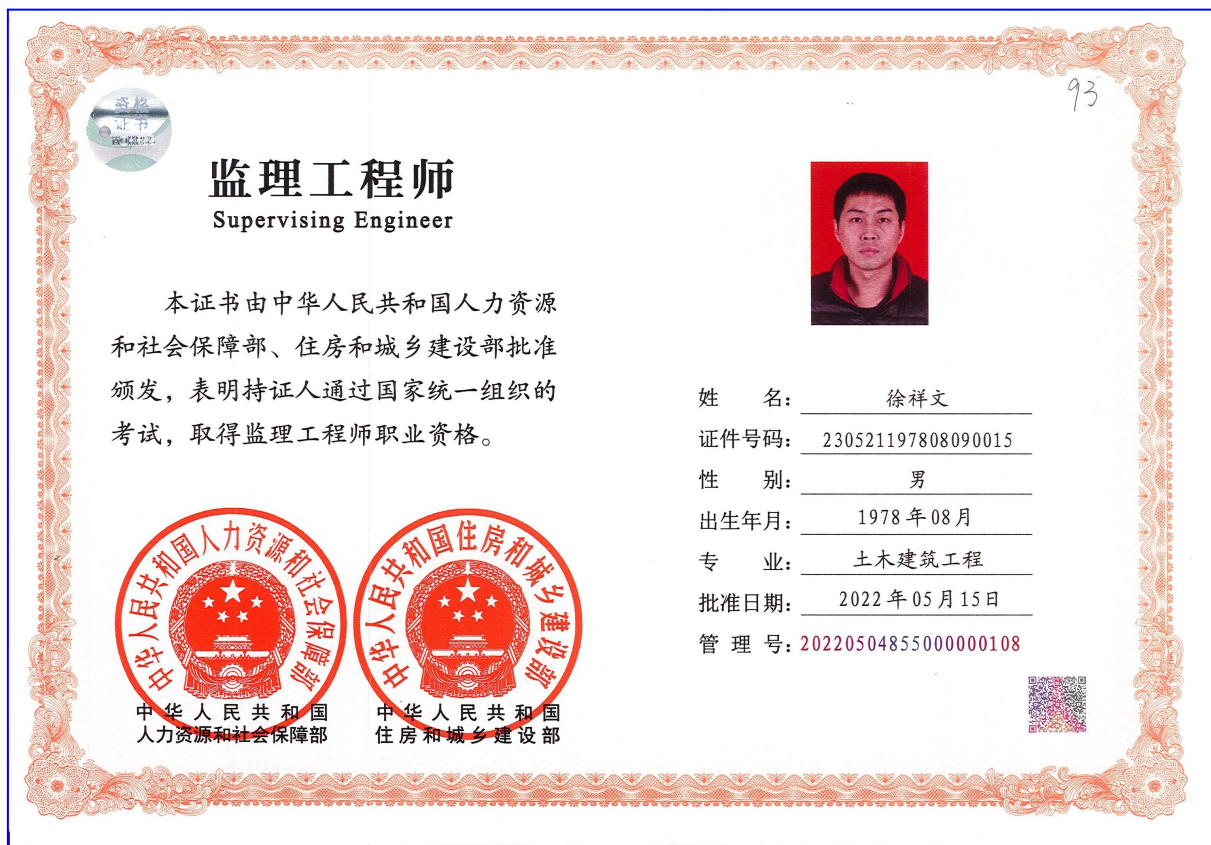 93
资格
证书
监理工程师
Supervising Engineer
本证书由中华人民共和国人力资源
和社会保障部、住房和城乡建设部批准
颁发，表明持证人通过国家统一组织的
考试，取得监理工程师职业资格。
中华人民共和国人力资源和社会保障部
中华人民共和国
人力资源和社会保障部
中华人民共和国住房和城乡建设部
中华人民共和国
住房和城乡建设部
姓 名： 徐祥文
证件号码： 230521197808090015
性 别： 男
出生年月： 1978年08月
专 业： 土木建筑工程
批准日期： 2022年05月15日
管 理 号：20220504855000000108